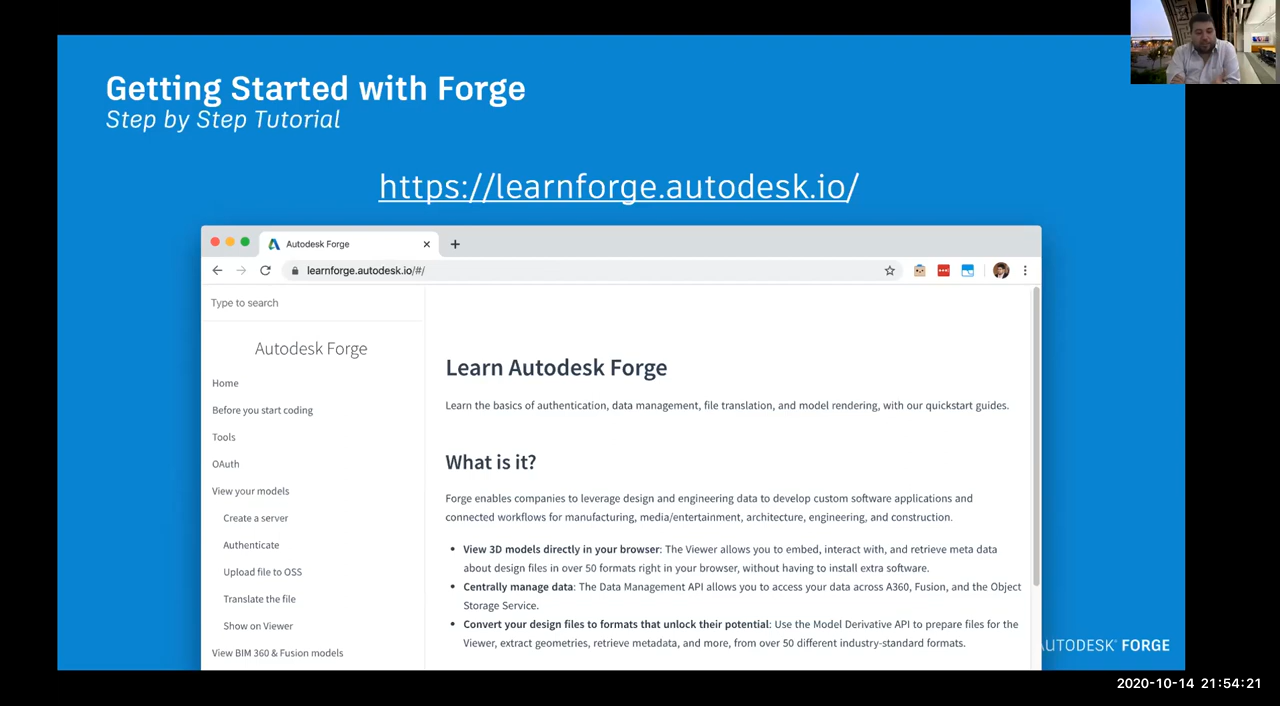 Getting Started with Forge
Step by Step Tutorial
https://learnforge.autodesk.io/
Autodesk Forge
learnforge.autodesk.io/#/
Type to search
Autodesk Forge
Home
Before you start coding
Tools
OAuth
View your models
Create a server
Authenticate
Upload file to OSS
Translate the file
Show on Viewer
View BIM 360 & Fusion models
Learn Autodesk Forge
Learn the basics of authentication, data management, file translation, and model rendering, with our quickstart guides.
What is it?
Forge enables companies to leverage design and engineering data to develop custom software applications and
connected workflows for manufacturing, media/entertainment, architecture, engineering, and construction.
• View 3D models directly in your browser: The Viewer allows you to embed, interact with, and retrieve meta data
about design files in over 50 formats right in your browser, without having to install extra software.
• Centrally manage data: The Data Management API allows you to access your data across A360, Fusion, and the Object
Storage Service.
• Convert your design files to formats that unlock their potential: Use the Model Derivative API to prepare files for the
Viewer, extract geometries, retrieve metadata, and more, from over 50 different industry-standard formats.
AUTODESK® FORGE
2020-10-14 21:54:21